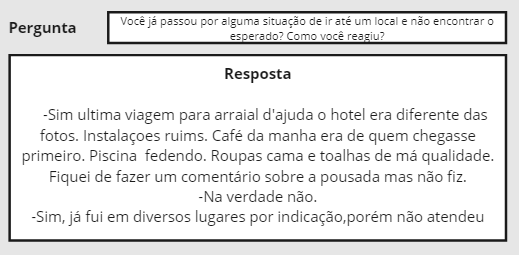 Pergunta
Você já passou por alguma situação de ir até um local e não encontrar o
esperado? Como você reagiu?
Resposta
-Sim ultima viagem para arraial d'ajuda o hotel era diferente das
fotos. Instalaçoes ruims. Café da manha era de quem chegasse
primeiro. Piscina fedendo. Roupas cama e toalhas de má qualidade.
Fiquei de fazer um comentário sobre a pousada mas não fiz.
-Na verdade não.
-Sim, já fui em diversos lugares por indicação,porém não atendeu